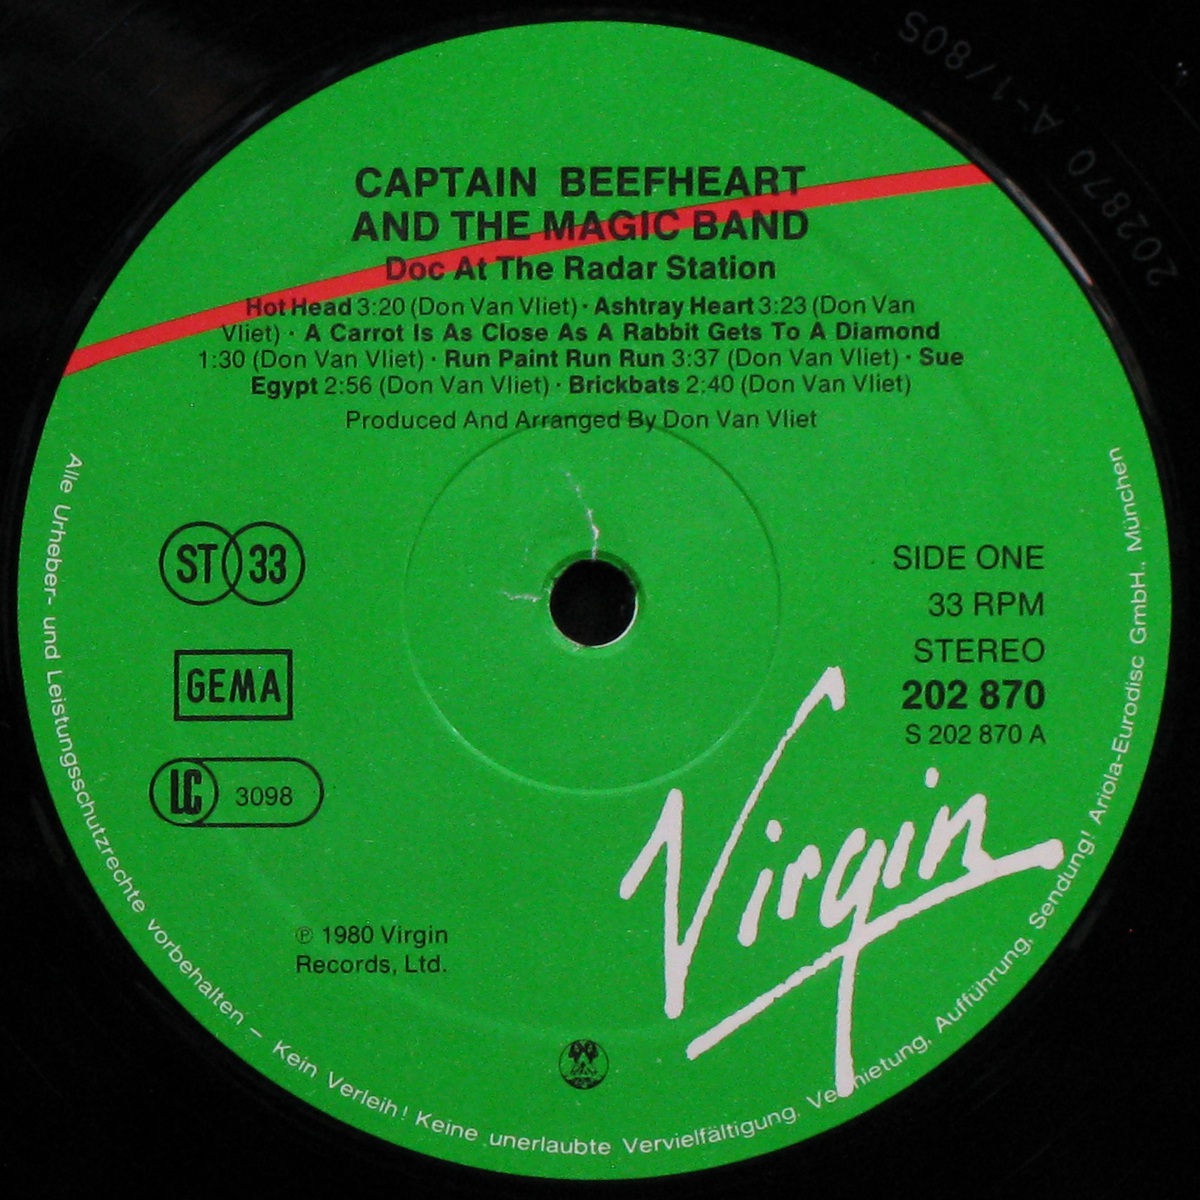 202870 A-1/80S
CAPTAIN BEEFHEART
AND THE MAGIC BAND
Doc At The Radar Station
Hot Head 3:20 (Don Van Vliet) · Ashtray Heart 3:23 (Don Van
Vliet) · A Carrot Is As Close As A Rabbit Gets To A Diamond
1:30 (Don Van Vliet) · Run Paint Run Run 3:37 (Don Van Vliet) · Sue
Egypt 2:56 (Don Van Vliet) · Brickbats 2:40 (Don Van Vliet)
Produced And Arranged By Don Van Vliet
ST 33
GEMA
LC 3098
SIDE ONE
33 RPM
STEREO
202 870
S 202 870 A
Virgin
℗ 1980 Virgin
Records, Ltd.
Alle Urheber- und Leistungsschutzrechte vorbehalten – Kein Verleih! Keine unerlaubte Vervielfältigung. Vermietung, Aufführung, Sendung! Ariola-Eurodisc GmbH., München